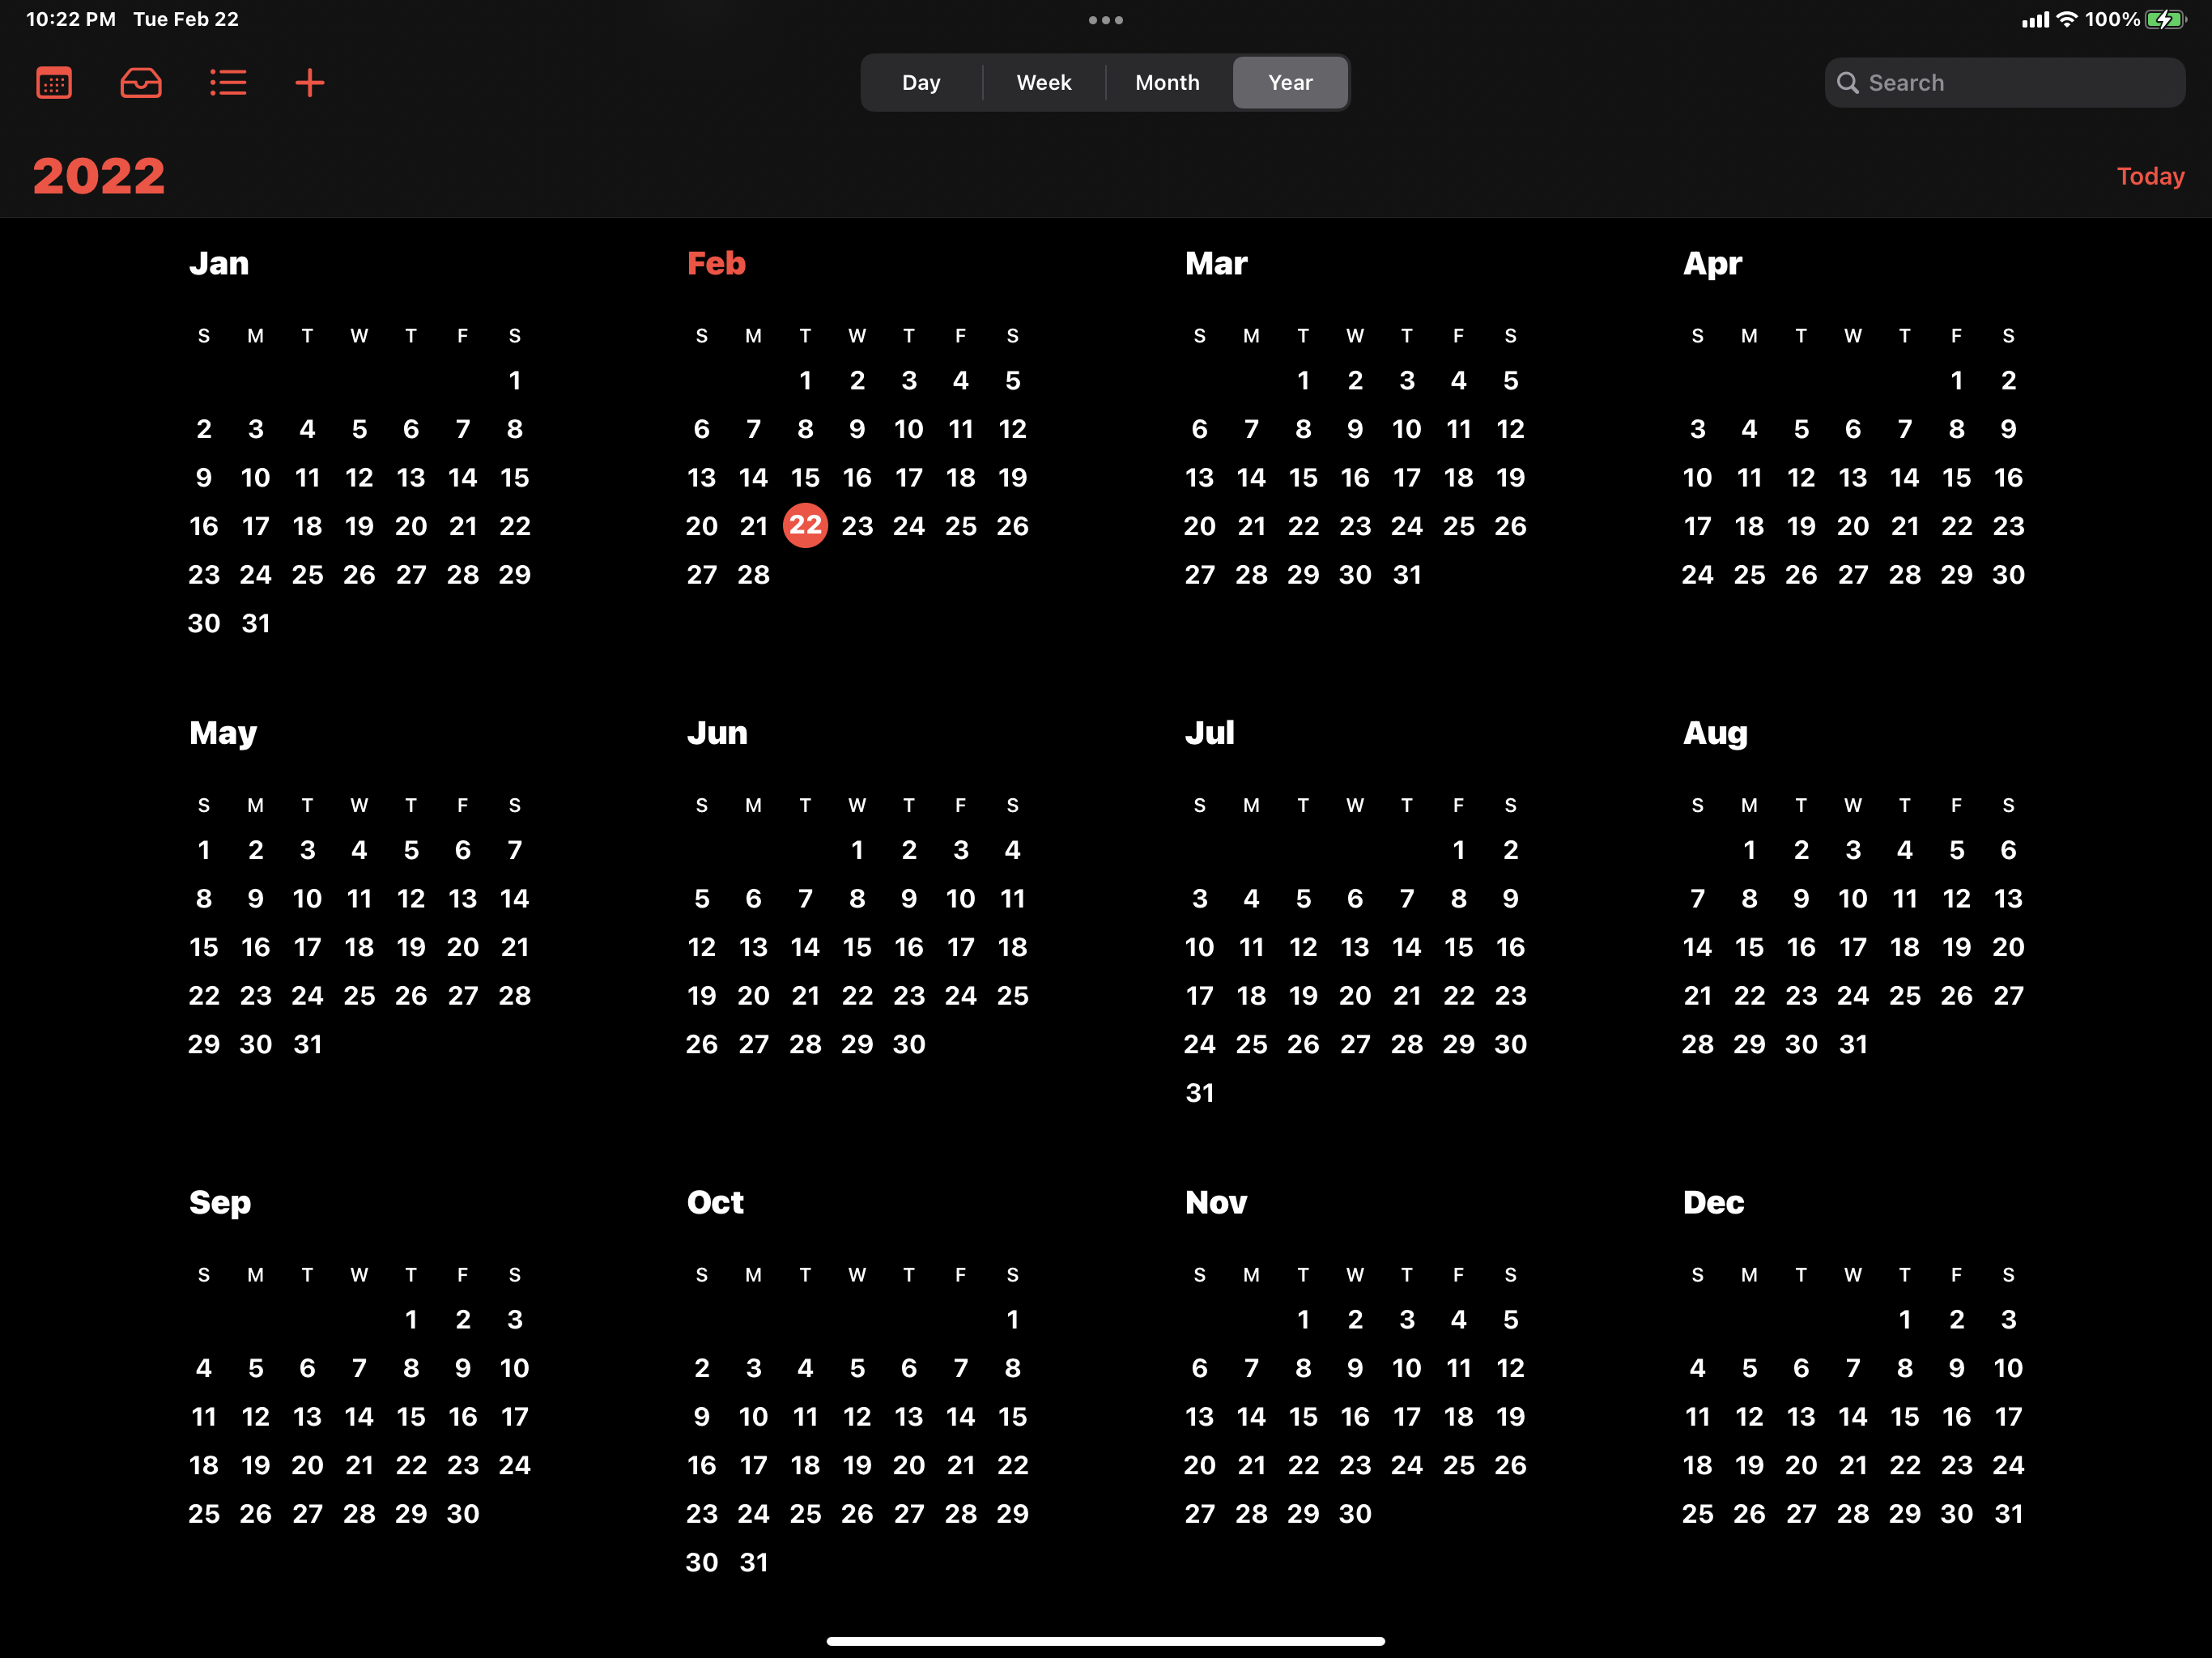 10:22 PM Tue Feb 22 100%
Day Week Month Year Search
2022 Today
Jan Feb Mar Apr
S M T W T F S S M T W T F S S M T W T F S S M T W T F S
1 1 2 3 4 5 1 2 3 4 5 1 2
2 3 4 5 6 7 8 6 7 8 9 10 11 12 6 7 8 9 10 11 12 3 4 5 6 7 8 9
9 10 11 12 13 14 15 13 14 15 16 17 18 19 13 14 15 16 17 18 19 10 11 12 13 14 15 16
16 17 18 19 20 21 22 20 21 22 23 24 25 26 20 21 22 23 24 25 26 17 18 19 20 21 22 23
23 24 25 26 27 28 29 27 28 27 28 29 30 31 24 25 26 27 28 29 30
30 31
May Jun Jul Aug
S M T W T F S S M T W T F S S M T W T F S S M T W T F S
1 2 3 4 5 6 7 1 2 3 4 1 2 1 2 3 4 5 6
8 9 10 11 12 13 14 5 6 7 8 9 10 11 3 4 5 6 7 8 9 7 8 9 10 11 12 13
15 16 17 18 19 20 21 12 13 14 15 16 17 18 10 11 12 13 14 15 16 14 15 16 17 18 19 20
22 23 24 25 26 27 28 19 20 21 22 23 24 25 17 18 19 20 21 22 23 21 22 23 24 25 26 27
29 30 31 26 27 28 29 30 24 25 26 27 28 29 30 28 29 30 31
31
Sep Oct Nov Dec
S M T W T F S S M T W T F S S M T W T F S S M T W T F S
1 2 3 1 1 2 3 4 5 1 2 3
4 5 6 7 8 9 10 2 3 4 5 6 7 8 6 7 8 9 10 11 12 4 5 6 7 8 9 10
11 12 13 14 15 16 17 9 10 11 12 13 14 15 13 14 15 16 17 18 19 11 12 13 14 15 16 17
18 19 20 21 22 23 24 16 17 18 19 20 21 22 20 21 22 23 24 25 26 18 19 20 21 22 23 24
25 26 27 28 29 30 23 24 25 26 27 28 29 27 28 29 30 25 26 27 28 29 30 31
30 31